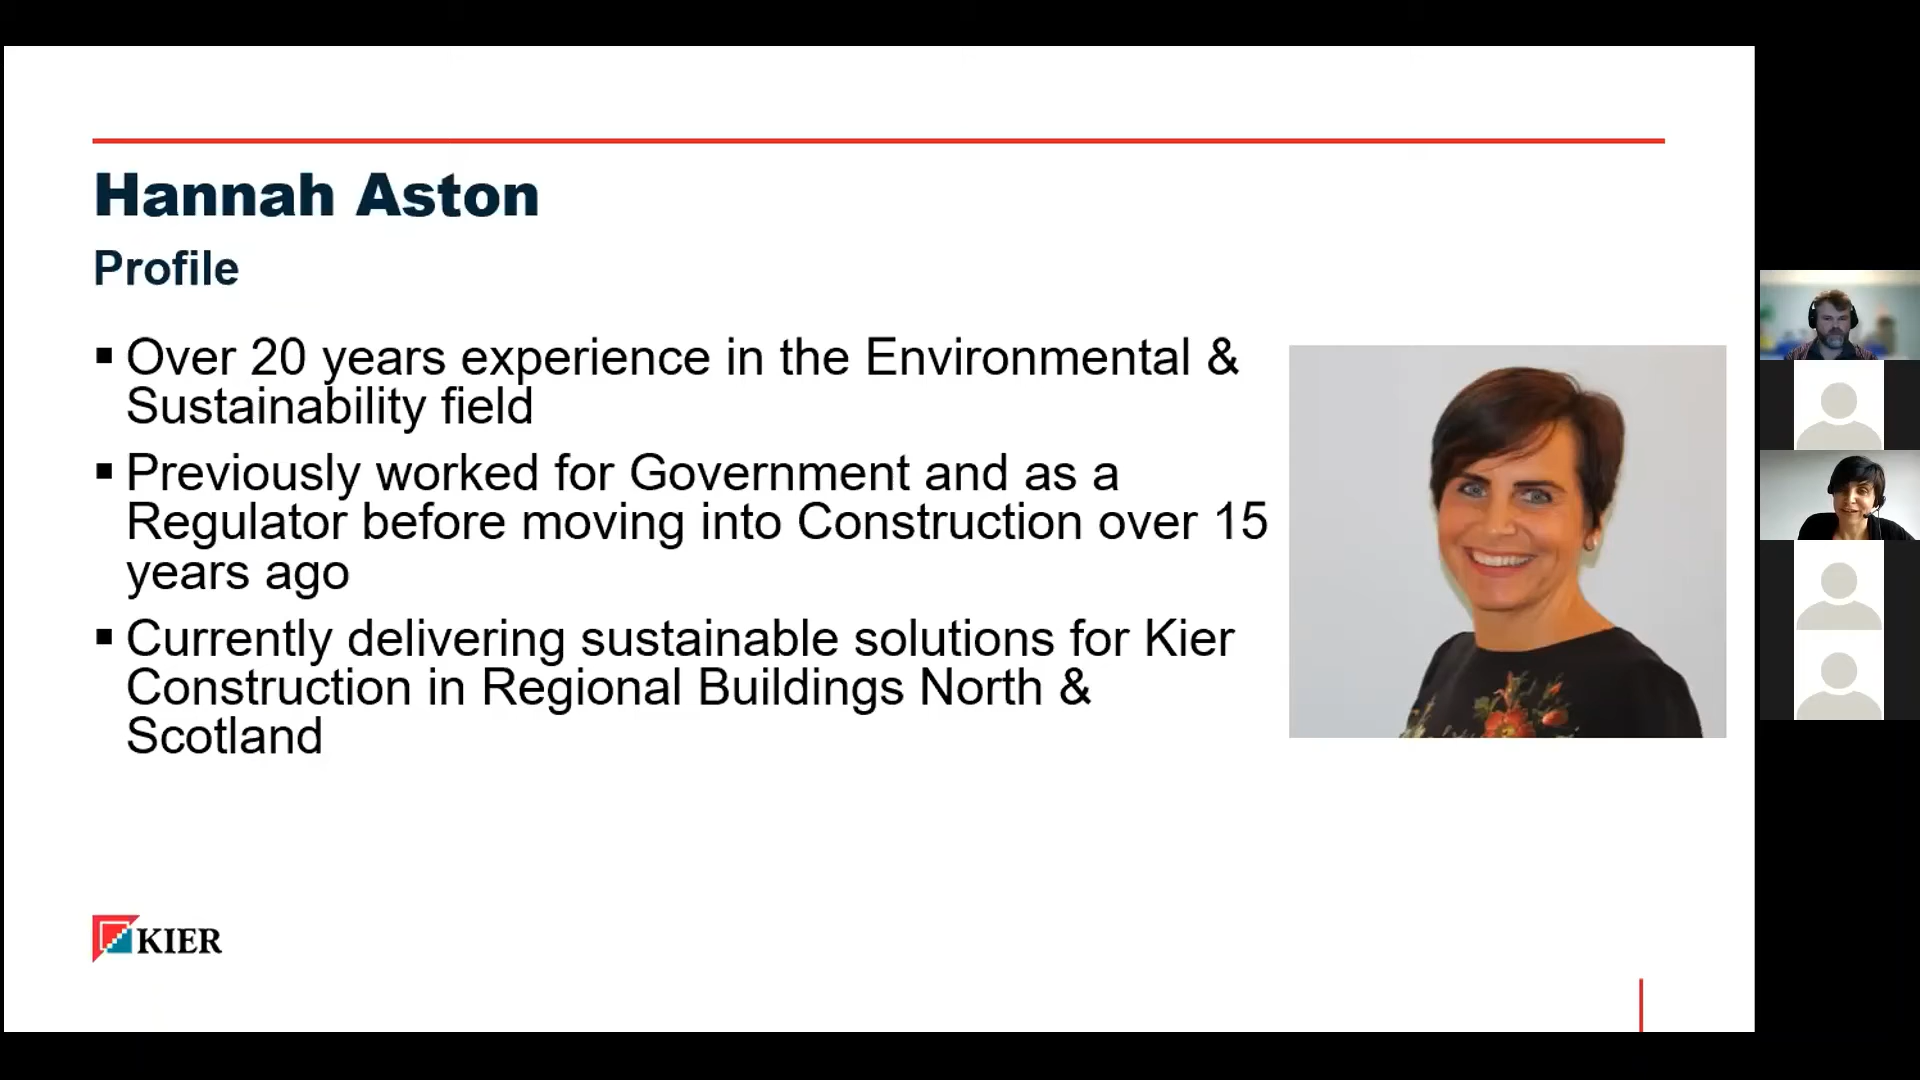 Hannah Aston
Profile
▪ Over 20 years experience in the Environmental &
Sustainability field
▪ Previously worked for Government and as a
Regulator before moving into Construction over 15
years ago
▪ Currently delivering sustainable solutions for Kier
Construction in Regional Buildings North &
Scotland
KIER